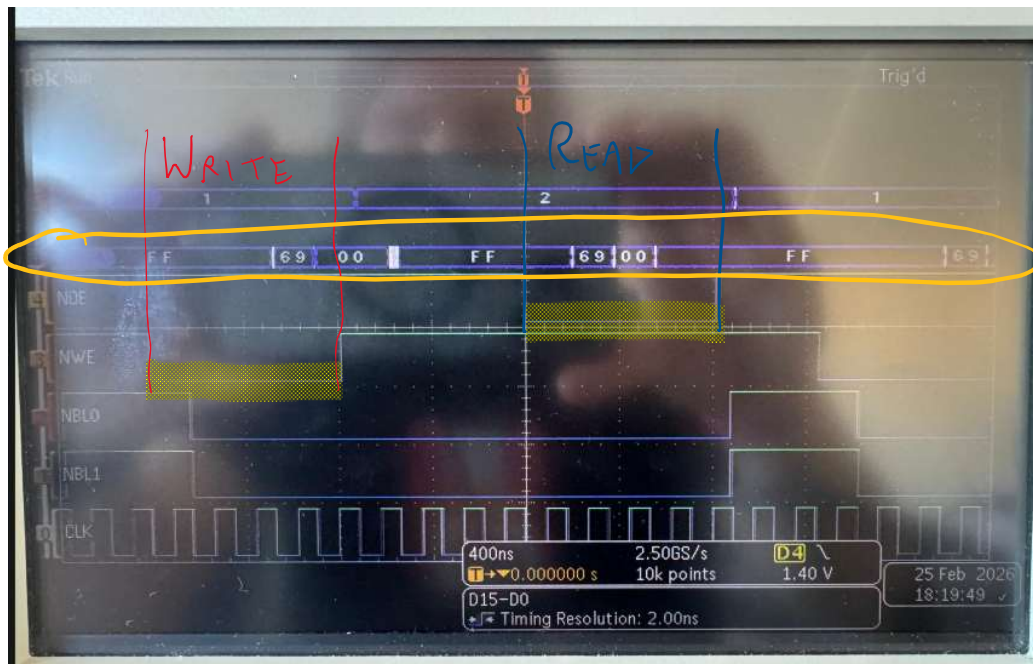 Tek Run Trig'd
T
WRITE READ
1 2 1
FF 69 00 FF 69 00 FF 69
NOE
NWE
NBL0
NBL1
CLK
400ns 2.50GS/s D4
T→▼0.000000 s 10k points 1.40 V
D15-D0
Timing Resolution: 2.00ns
25 Feb 2026
18:19:49